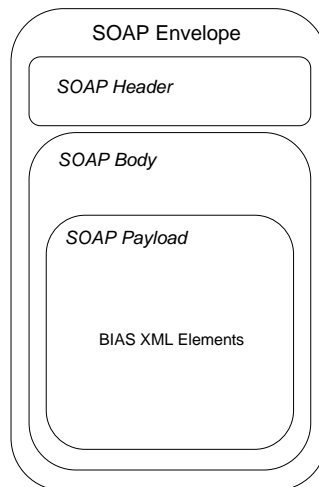 SOAP Envelope
SOAP Header
SOAP Body
SOAP Payload
BIAS XML Elements